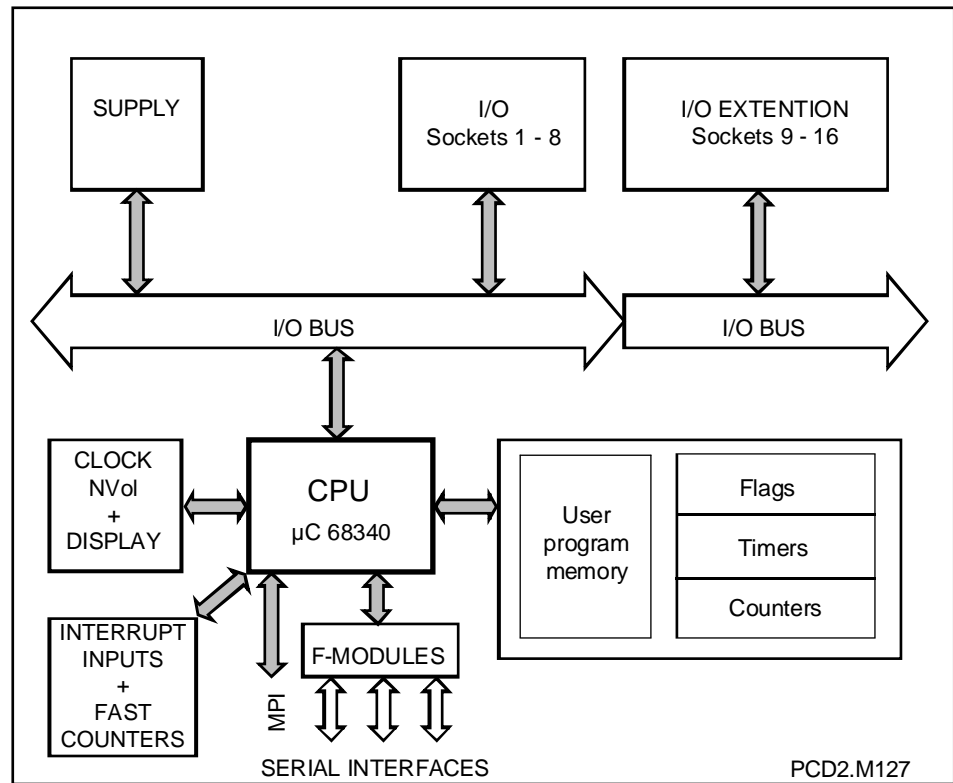 SUPPLY
I/O
Sockets 1 - 8
I/O EXTENTION
Sockets 9 - 16
I/O BUS
I/O BUS
CLOCK
NVol
+
DISPLAY
CPU
µC 68340
User
program
memory
Flags
Timers
Counters
INTERRUPT
INPUTS
+
FAST
COUNTERS
MPI
F-MODULES
SERIAL INTERFACES
PCD2.M127